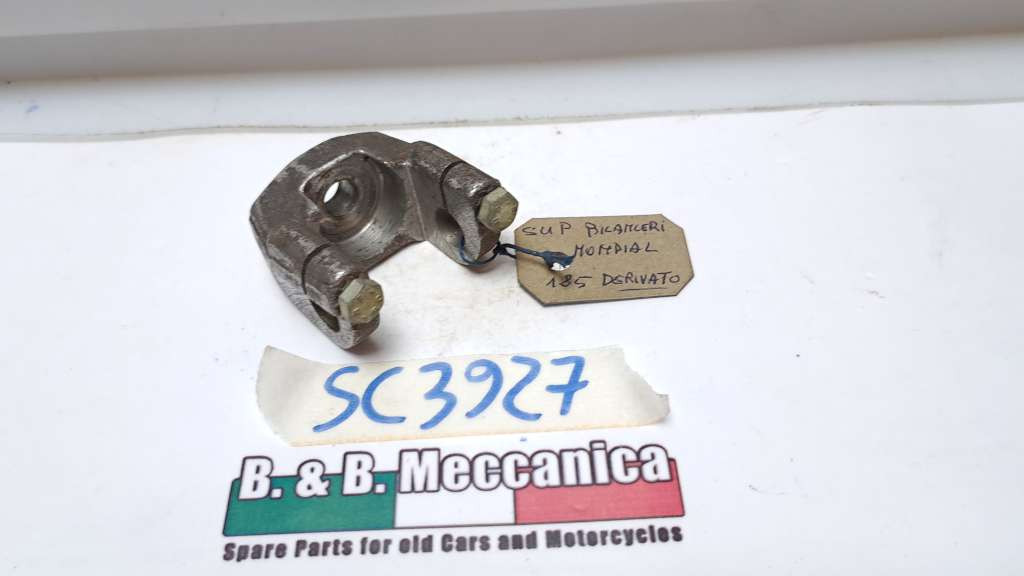 SUP BILANCERI
MONDIAL
185 DERIVATO
SC3927
B. & B. Meccanica
Spare Parts for old Cars and Motorcycles